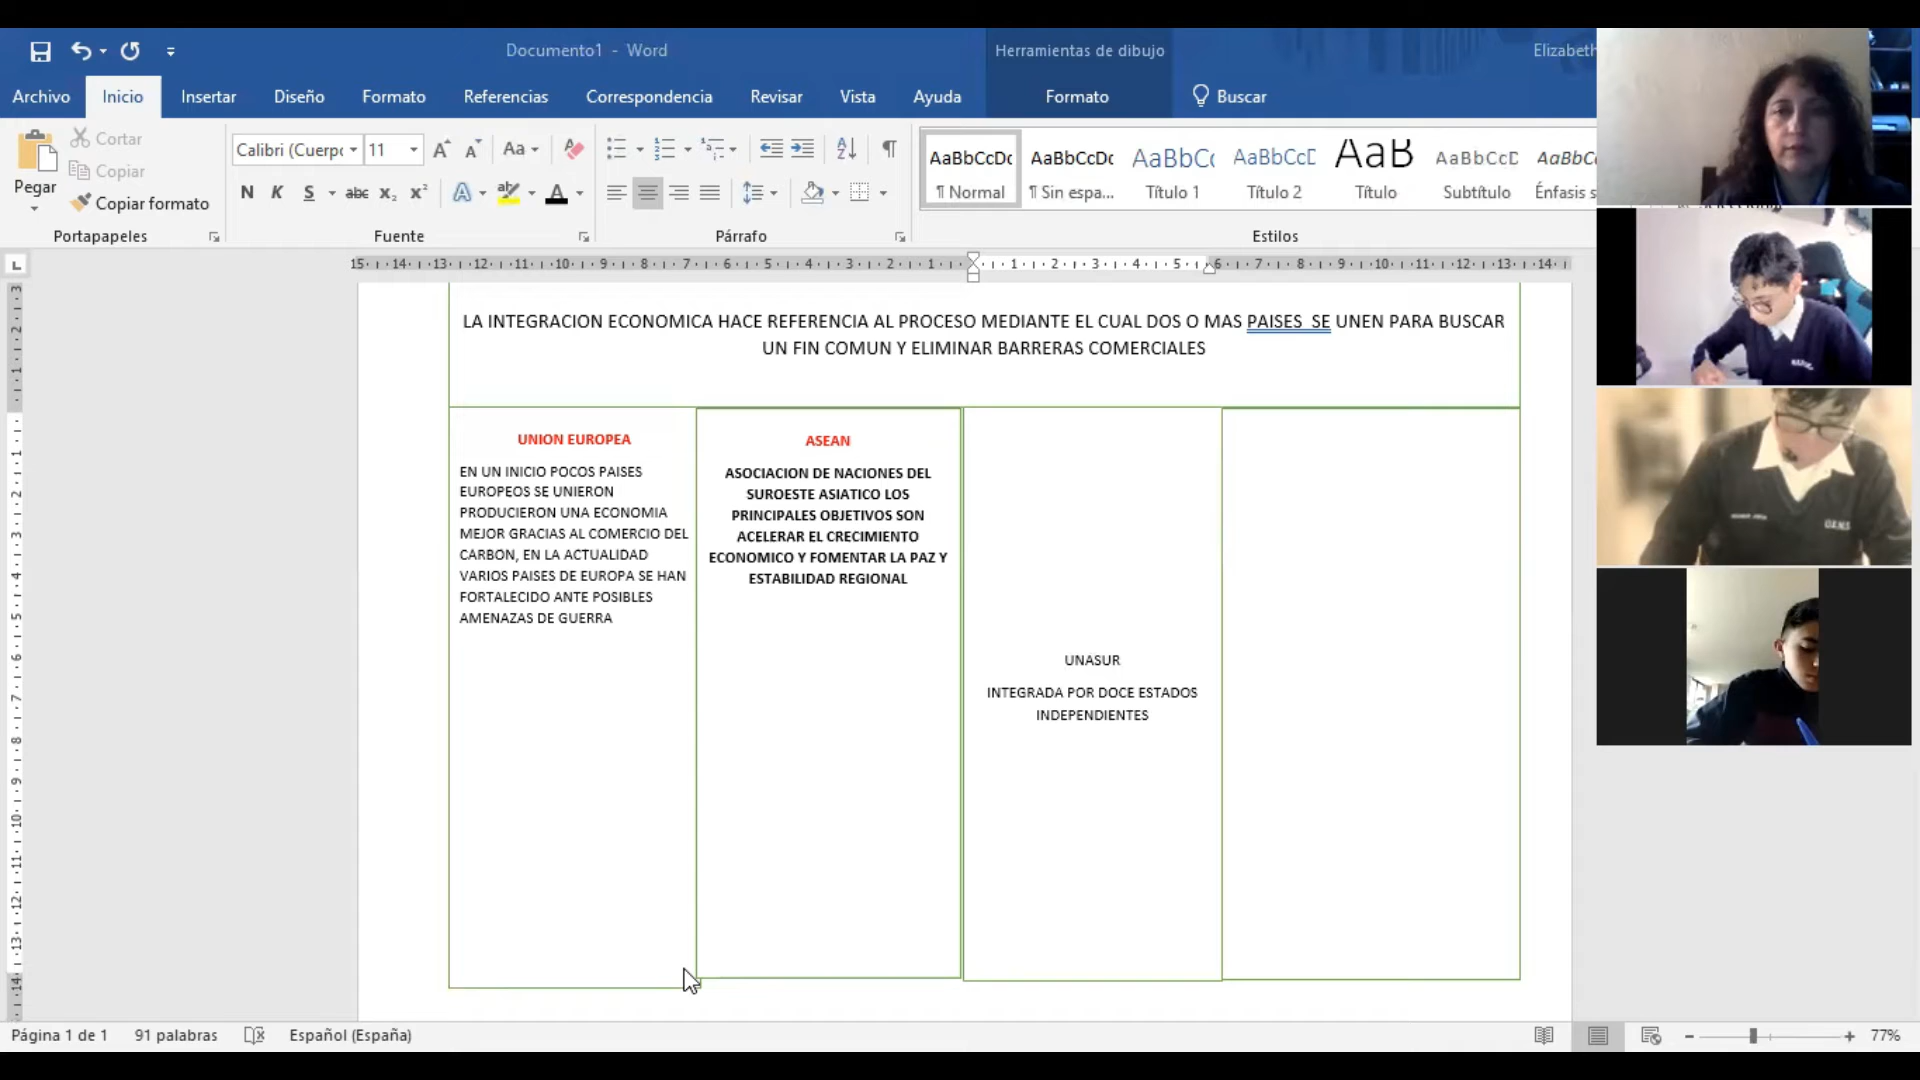 Documento1 - Word
Herramientas de dibujo
Elizabeth
Archivo
Inicio
Insertar
Diseño
Formato
Referencias
Correspondencia
Revisar
Vista
Ayuda
Formato
Buscar
Pegar
Cortar
Copiar
Copiar formato
Portapapeles
Calibri (Cuerpo
11
Aa
N K S abc x₂ x²
Fuente
Párrafo
AaBbCcDc
¶ Normal
AaBbCcDc
¶ Sin espa...
AaBbC
Título 1
AaBbCcD
Título 2
AaB
Título
AaBbCcD
Subtítulo
AaBbC
Énfasis s
Estilos
LA INTEGRACION ECONOMICA HACE REFERENCIA AL PROCESO MEDIANTE EL CUAL DOS O MAS PAISES SE UNEN PARA BUSCAR
UN FIN COMUN Y ELIMINAR BARRERAS COMERCIALES
UNION EUROPEA
EN UN INICIO POCOS PAISES
EUROPEOS SE UNIERON
PRODUCIERON UNA ECONOMIA
MEJOR GRACIAS AL COMERCIO DEL
CARBON, EN LA ACTUALIDAD
VARIOS PAISES DE EUROPA SE HAN
FORTALECIDO ANTE POSIBLES
AMENAZAS DE GUERRA
ASEAN
ASOCIACION DE NACIONES DEL
SUROESTE ASIATICO LOS
PRINCIPALES OBJETIVOS SON
ACELERAR EL CRECIMIENTO
ECONOMICO Y FOMENTAR LA PAZ Y
ESTABILIDAD REGIONAL
UNASUR
INTEGRADA POR DOCE ESTADOS
INDEPENDIENTES
Página 1 de 1
91 palabras
Español (España)
77%